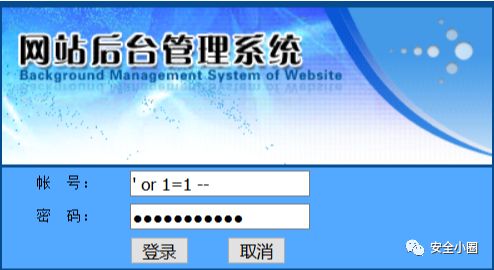 网站后台管理系统
Background Management System of Website
帐 号： ' or 1=1 --
密 码： ●●●●●●●●●●●
登录 取消
安全小圈